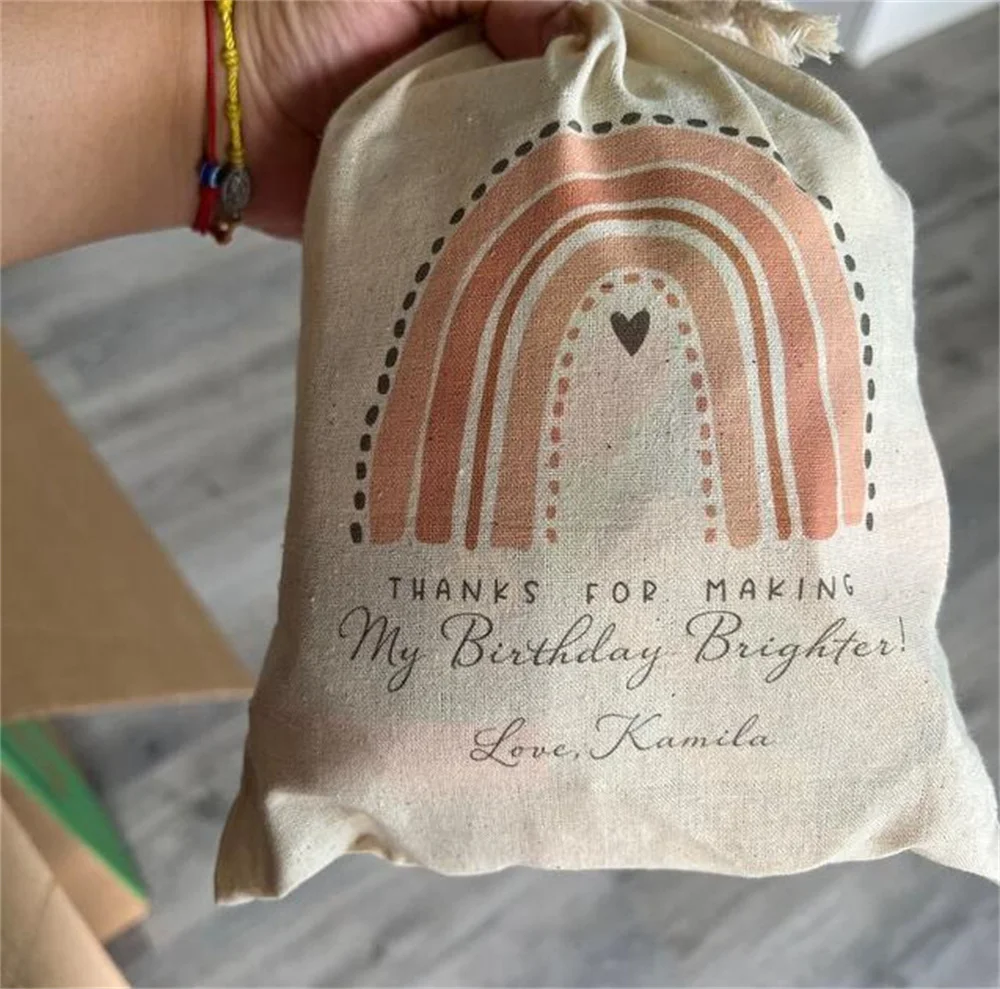 THANKS FOR MAKING
My Birthday Brighter!
Love, Kamila